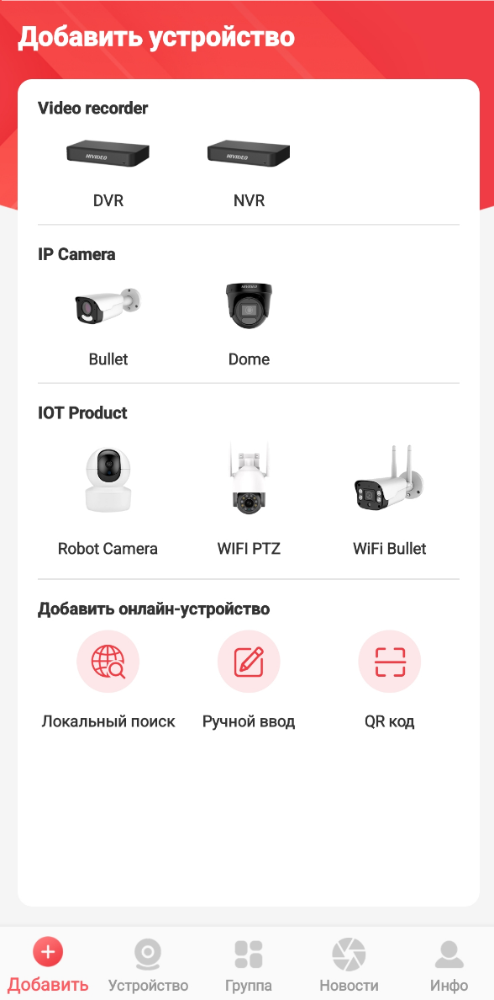 Добавить устройство
Video recorder
HIVIDEO
HIVIDEO
DVR
NVR
IP Camera
HIVIDEO
Bullet
Dome
IOT Product
Robot Camera
WIFI PTZ
WiFi Bullet
Добавить онлайн-устройство
Локальный поиск
Ручной ввод
QR код
Добавить
Устройство
Группа
Новости
Инфо